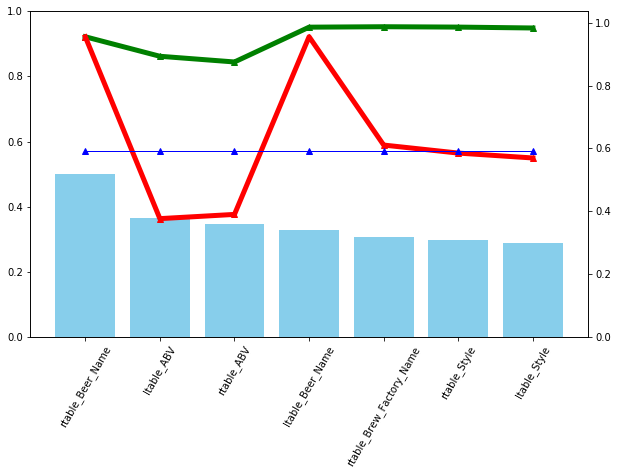 1.0
0.8
0.6
0.4
0.2
0.0
1.0
0.8
0.6
0.4
0.2
0.0
rtable_Beer_Name
ltable_ABV
rtable_ABV
ltable_Beer_Name
rtable_Brew_Factory_Name
rtable_Style
ltable_Style